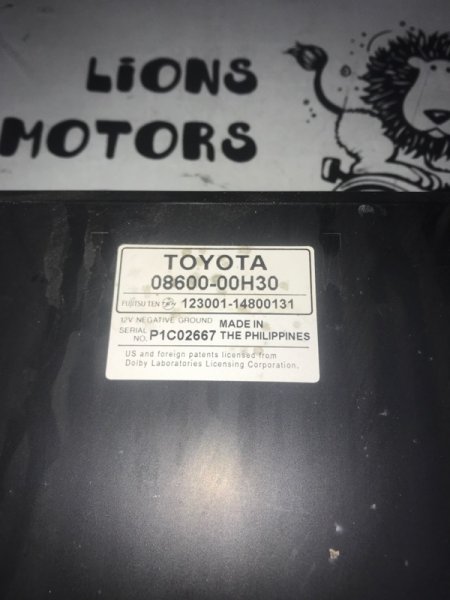 LiONS
MOTORS
TOYOTA
08600-00H30
FUJITSU TEN TEN 123001-14800131
12V NEGATIVE GROUND
SERIAL NO. P1C02667
MADE IN
THE PHILIPPINES
US and foreign patents licensed from
Dolby Laboratories Licensing Corporation.